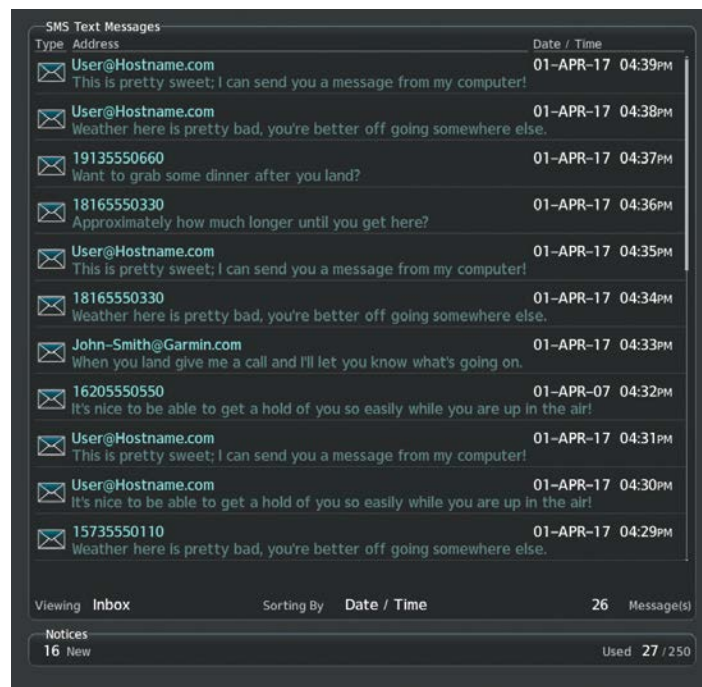 SMS Text Messages
Type Address Date / Time
User@Hostname.com 01-APR-17 04:39PM
This is pretty sweet; I can send you a message from my computer!
User@Hostname.com 01-APR-17 04:38PM
Weather here is pretty bad, you're better off going somewhere else.
19135550660 01-APR-17 04:37PM
Want to grab some dinner after you land?
18165550330 01-APR-17 04:36PM
Approximately how much longer until you get here?
User@Hostname.com 01-APR-17 04:35PM
This is pretty sweet; I can send you a message from my computer!
18165550330 01-APR-17 04:34PM
Weather here is pretty bad, you're better off going somewhere else.
John-Smith@Garmin.com 01-APR-17 04:33PM
When you land give me a call and I'll let you know what's going on.
16205550550 01-APR-07 04:32PM
It's nice to be able to get a hold of you so easily while you are up in the air!
User@Hostname.com 01-APR-17 04:31PM
This is pretty sweet; I can send you a message from my computer!
User@Hostname.com 01-APR-17 04:30PM
It's nice to be able to get a hold of you so easily while you are up in the air!
15735550110 01-APR-17 04:29PM
Weather here is pretty bad, you're better off going somewhere else.
Viewing Inbox Sorting By Date / Time 26 Message(s)
Notices
16 New Used 27/250